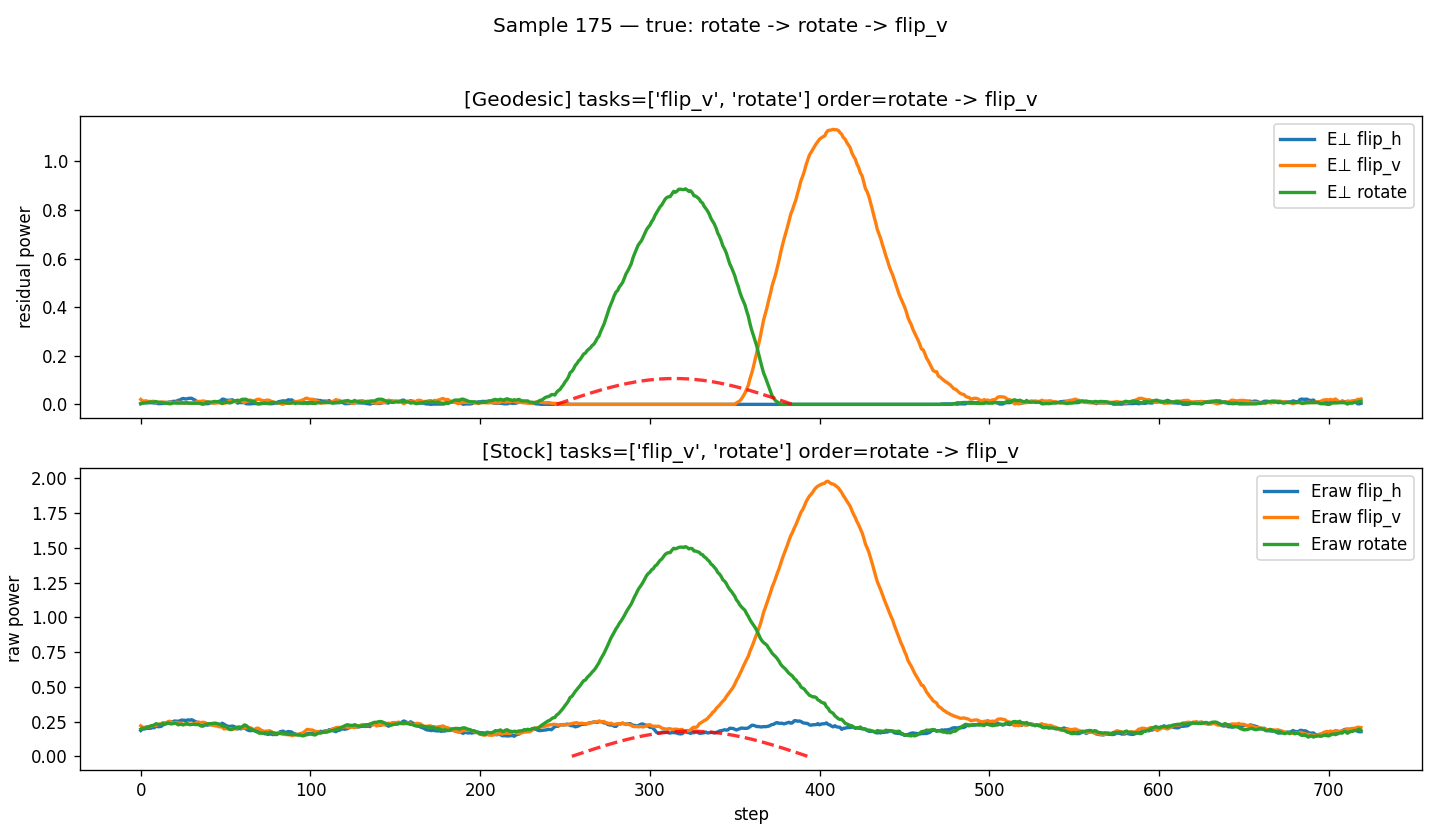 Sample 175 — true: rotate -> rotate -> flip_v
[Geodesic] tasks=['flip_v', 'rotate'] order=rotate -> flip_v
residual power
1.0
0.8
0.6
0.4
0.2
0.0
E⊥ flip_h
E⊥ flip_v
E⊥ rotate
[Stock] tasks=['flip_v', 'rotate'] order=rotate -> flip_v
raw power
2.00
1.75
1.50
1.25
1.00
0.75
0.50
0.25
0.00
Eraw flip_h
Eraw flip_v
Eraw rotate
0 100 200 300 400 500 600 700
step